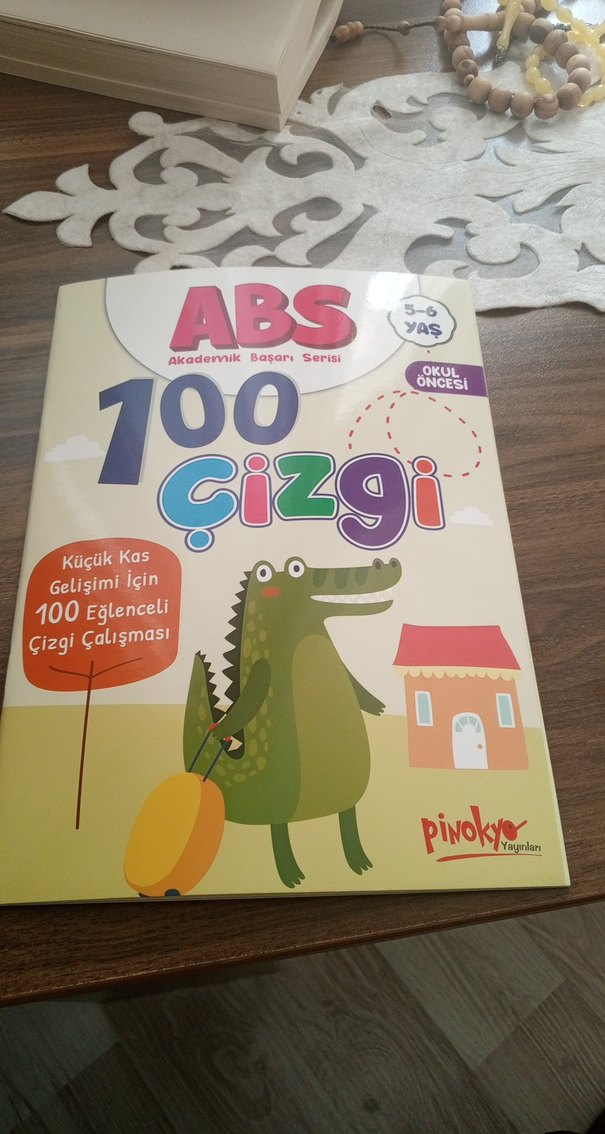 ABS
Akademik Başarı Serisi
5-6
YAŞ
OKUL
ÖNCESİ
100
Çizgi
Küçük Kas
Gelişimi İçin
100 Eğlenceli
Çizgi Çalışması
PiNOKYO
Yayınları